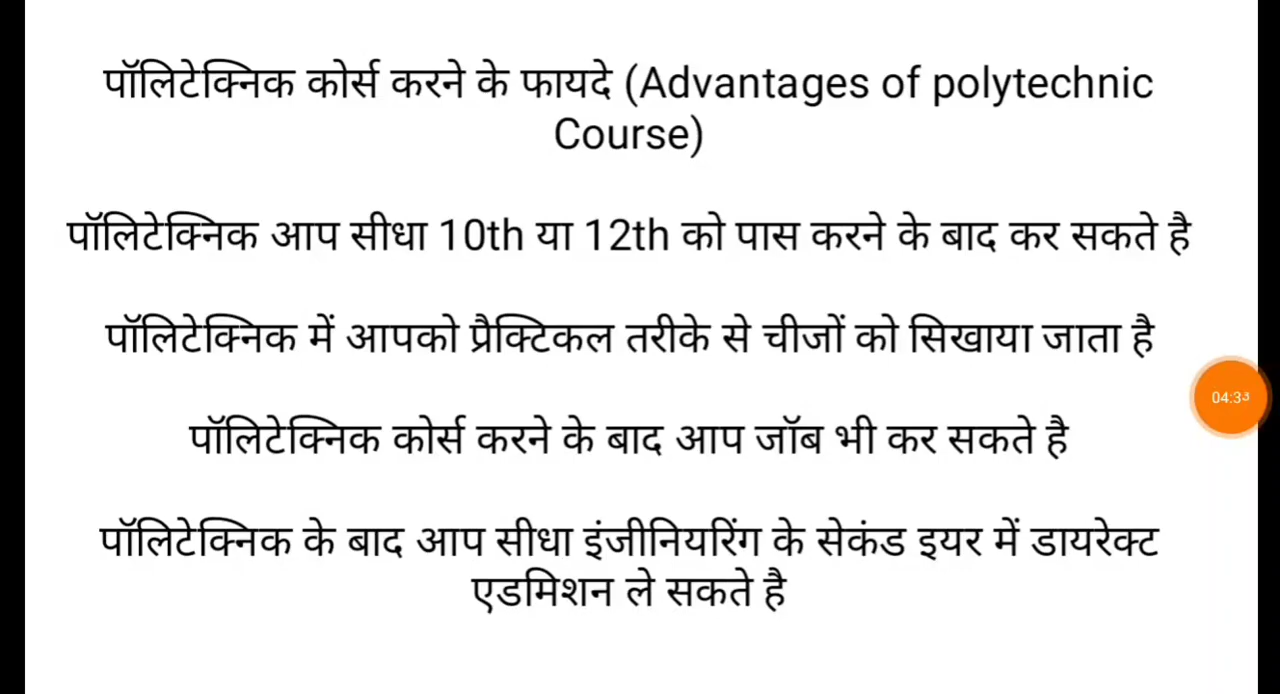 पॉलिटेक्निक कोर्स करने के फायदे (Advantages of polytechnic
Course)
पॉलिटेक्निक आप सीधा 10th या 12th को पास करने के बाद कर सकते है
पॉलिटेक्निक में आपको प्रैक्टिकल तरीके से चीजों को सिखाया जाता है
04:33
पॉलिटेक्निक कोर्स करने के बाद आप जॉब भी कर सकते है
पॉलिटेक्निक के बाद आप सीधा इंजीनियरिंग के सेकंड इयर में डायरेक्ट
एडमिशन ले सकते है